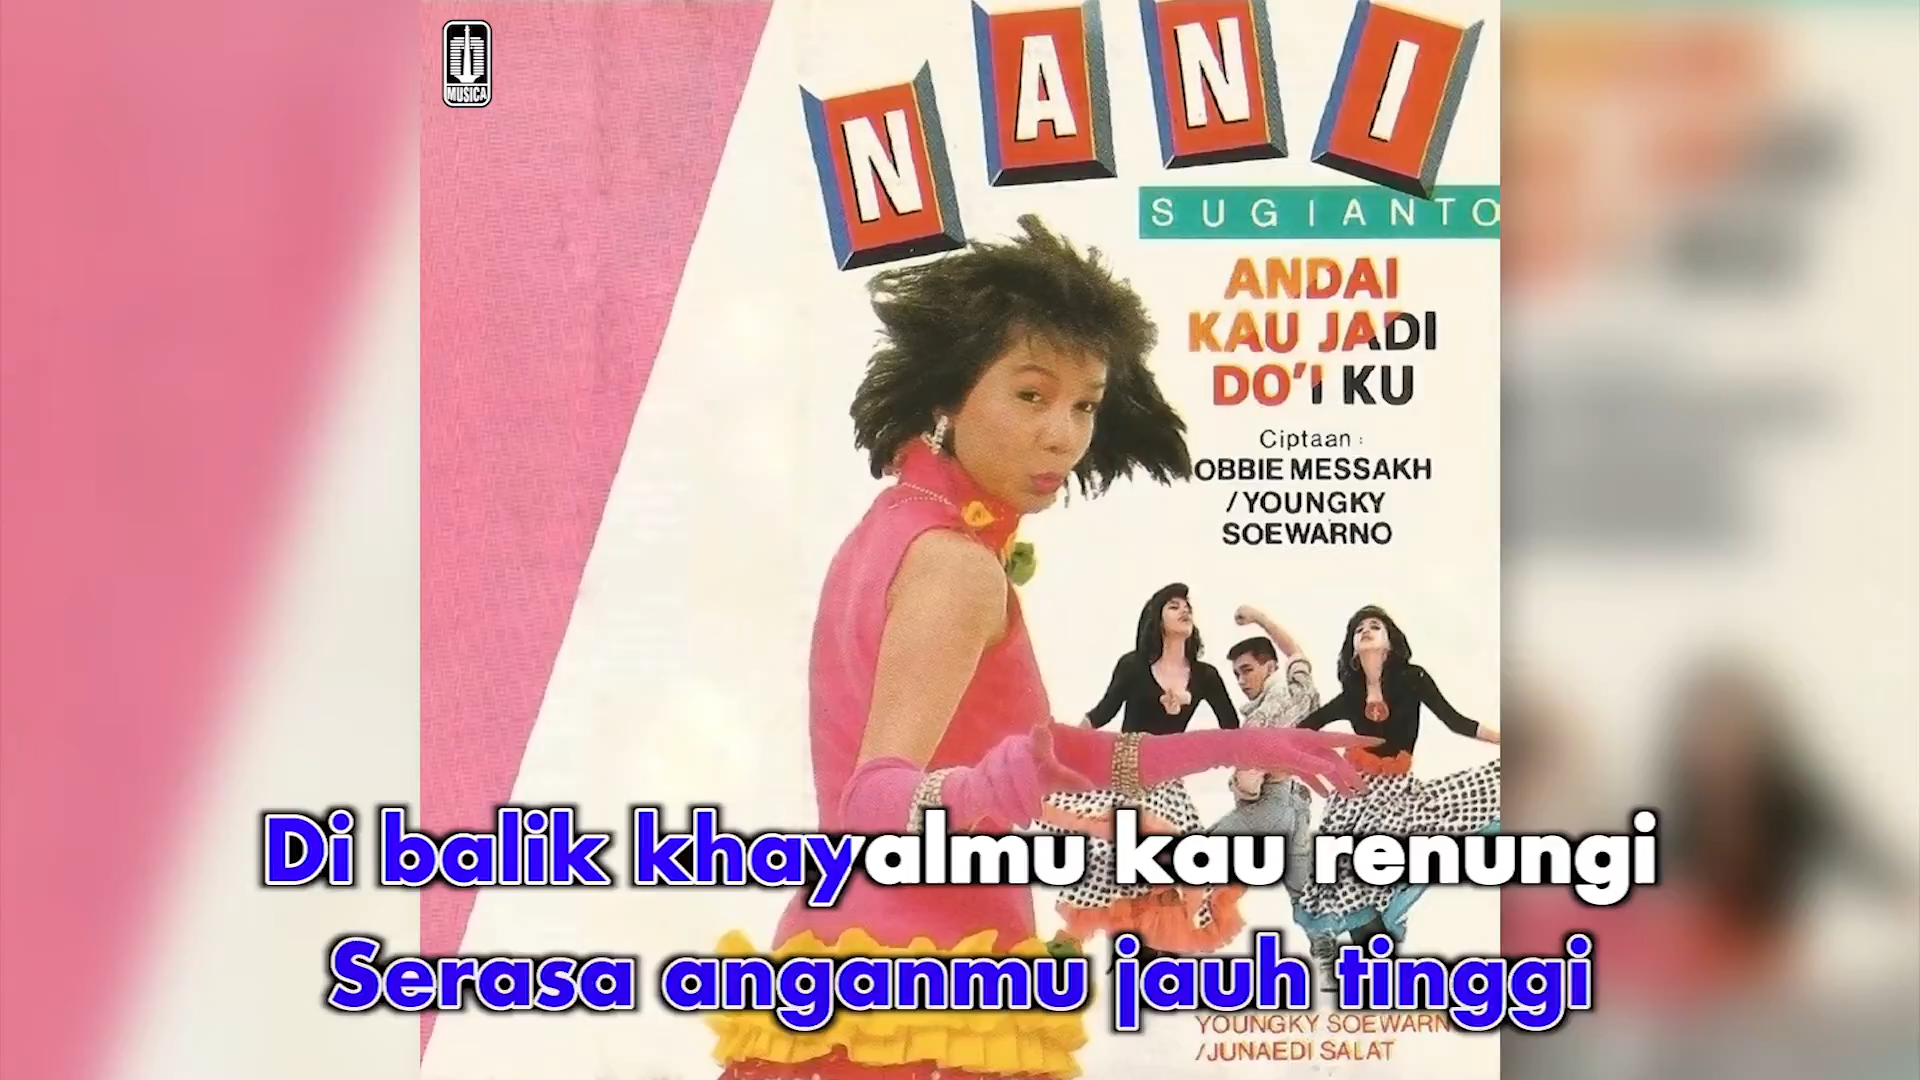 MUSICA
NANI
SUGIANTO
ANDAI
KAU JADI
DO'I KU
Ciptaan :
OBBIE MESSAKH
/YOUNGKY
SOEWARNO
Di balik khayalmu kau renungi
Serasa anganmu jauh tinggi
YOUNGKY SOEWARN
/JUNAEDI SALAT